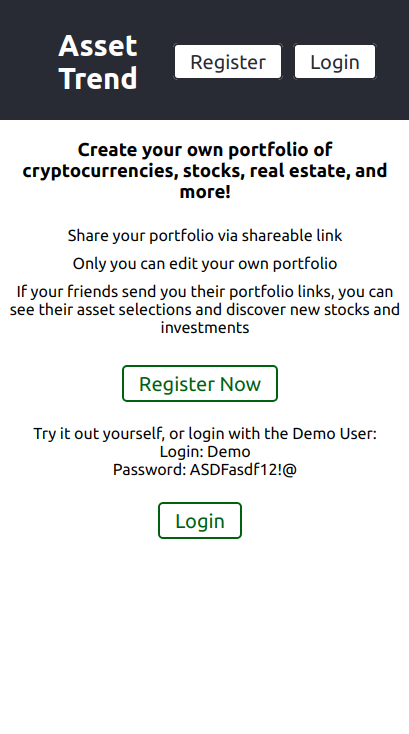 Asset
Trend
Register
Login
Create your own portfolio of
cryptocurrencies, stocks, real estate, and
more!
Share your portfolio via shareable link
Only you can edit your own portfolio
If your friends send you their portfolio links, you can
see their asset selections and discover new stocks and
investments
Register Now
Try it out yourself, or login with the Demo User:
Login: Demo
Password: ASDFasdf12!@
Login